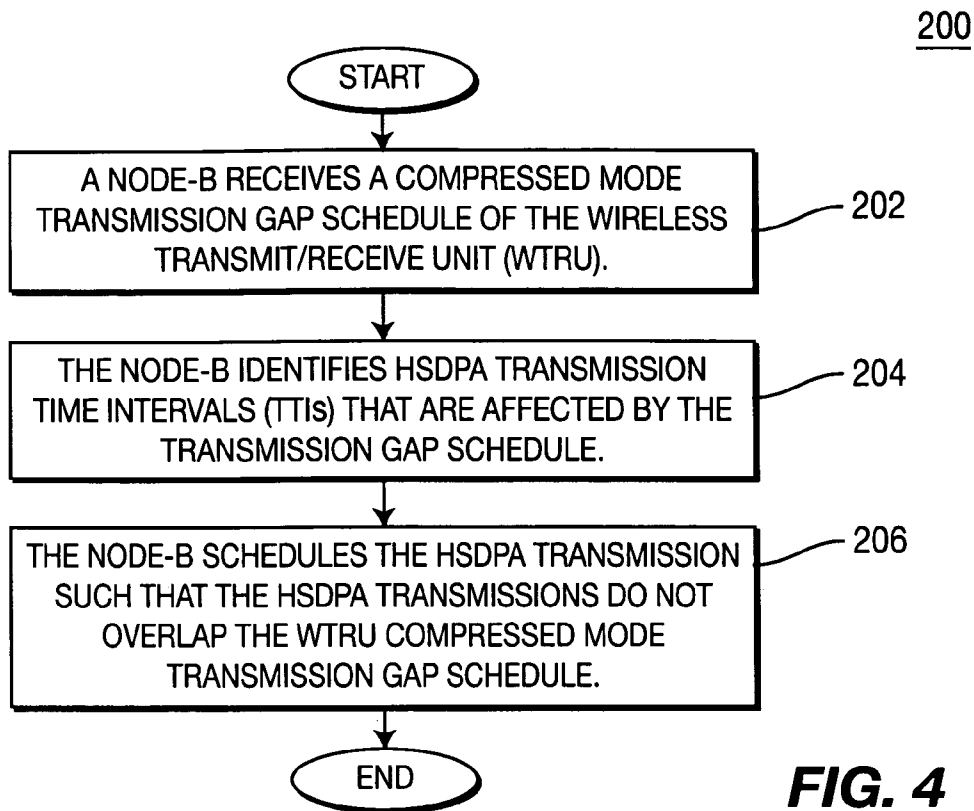 200
START
A NODE-B RECEIVES A COMPRESSED MODE
TRANSMISSION GAP SCHEDULE OF THE WIRELESS
TRANSMIT/RECEIVE UNIT (WTRU).
202
THE NODE-B IDENTIFIES HSDPA TRANSMISSION
TIME INTERVALS (TTIs) THAT ARE AFFECTED BY THE
TRANSMISSION GAP SCHEDULE.
204
THE NODE-B SCHEDULES THE HSDPA TRANSMISSION
SUCH THAT THE HSDPA TRANSMISSIONS DO NOT
OVERLAP THE WTRU COMPRESSED MODE
TRANSMISSION GAP SCHEDULE.
206
END
FIG. 4